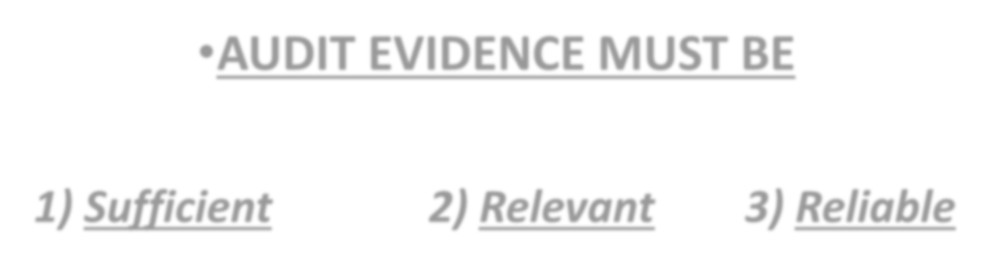 •AUDIT EVIDENCE MUST BE
1) Sufficient 2) Relevant 3) Reliable